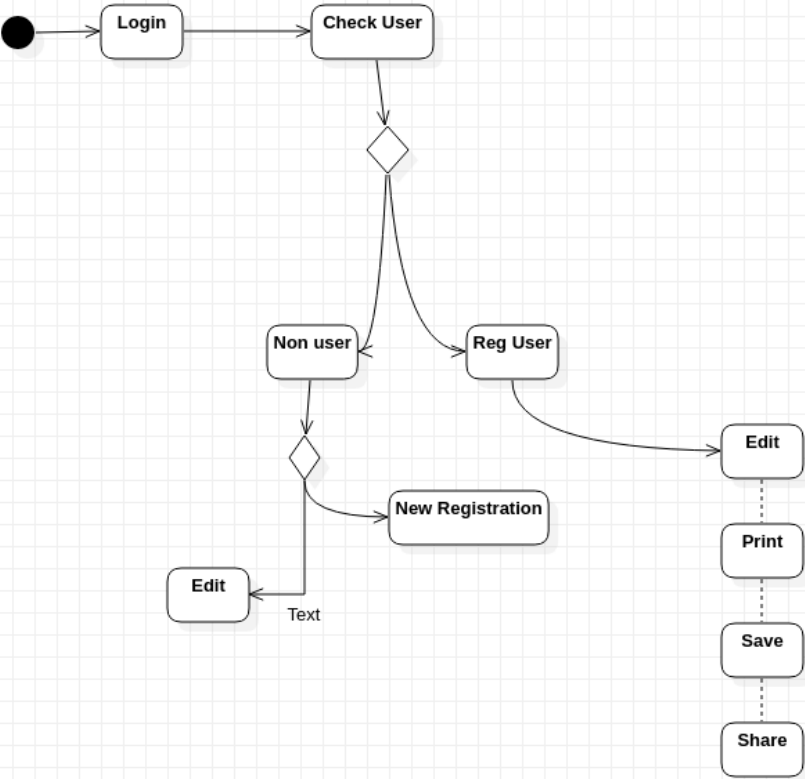 Login
Check User
Non user
Reg User
Edit
New Registration
Print
Edit
Text
Save
Share